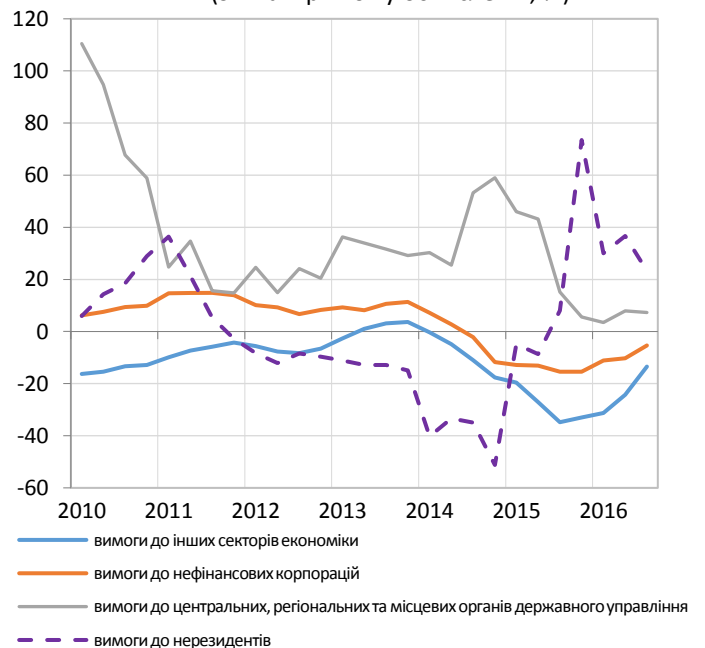 120
100
80
60
40
20
0
-20
-40
-60
2010 2011 2012 2013 2014 2015 2016
вимоги до інших секторів економіки
вимоги до нефінансових корпорацій
вимоги до центральних, регіональних та місцевих органів державного управління
вимоги до нерезидентів